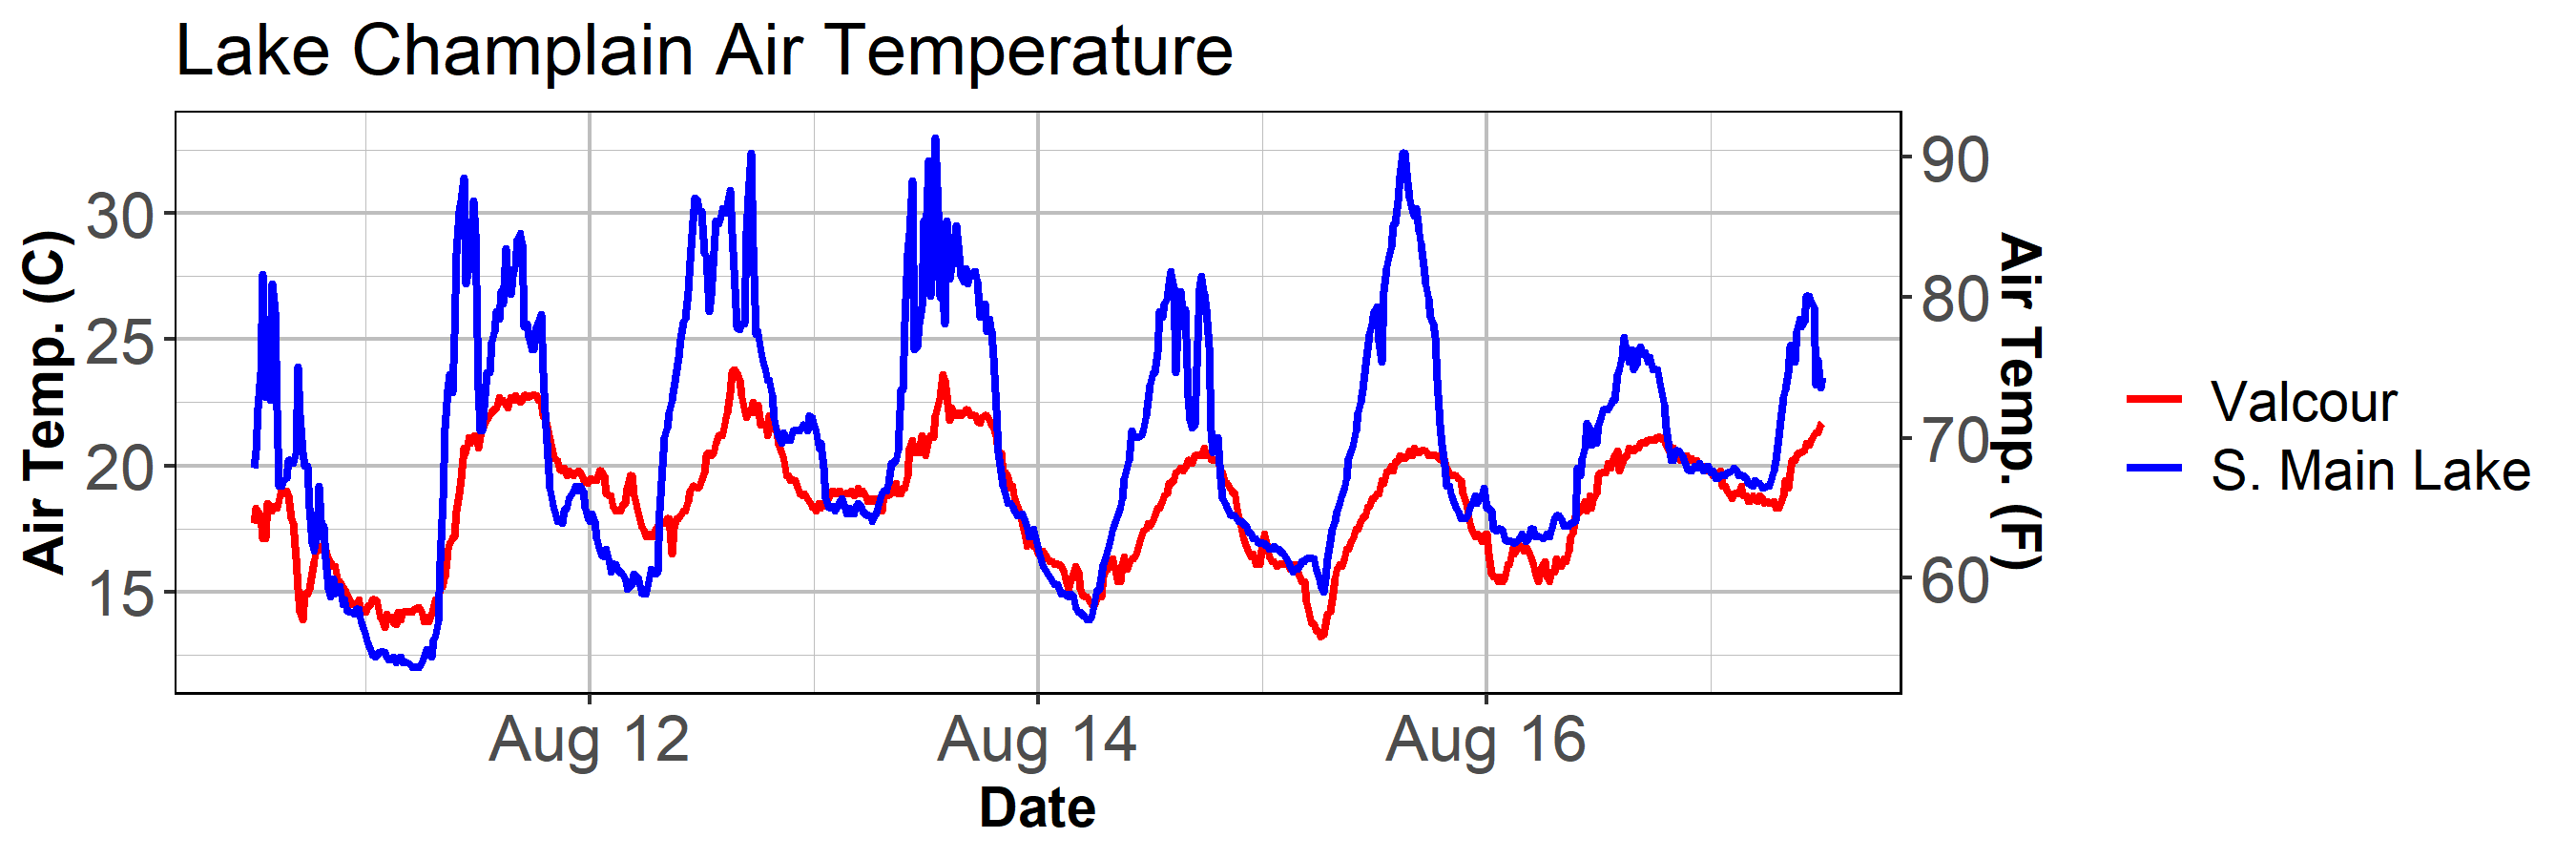 Lake Champlain Air Temperature
Air Temp. (C)
30
25
20
15
90
80
70
60
Air Temp. (F)
Aug 12
Aug 14
Aug 16
Date
Valcour
S. Main Lake